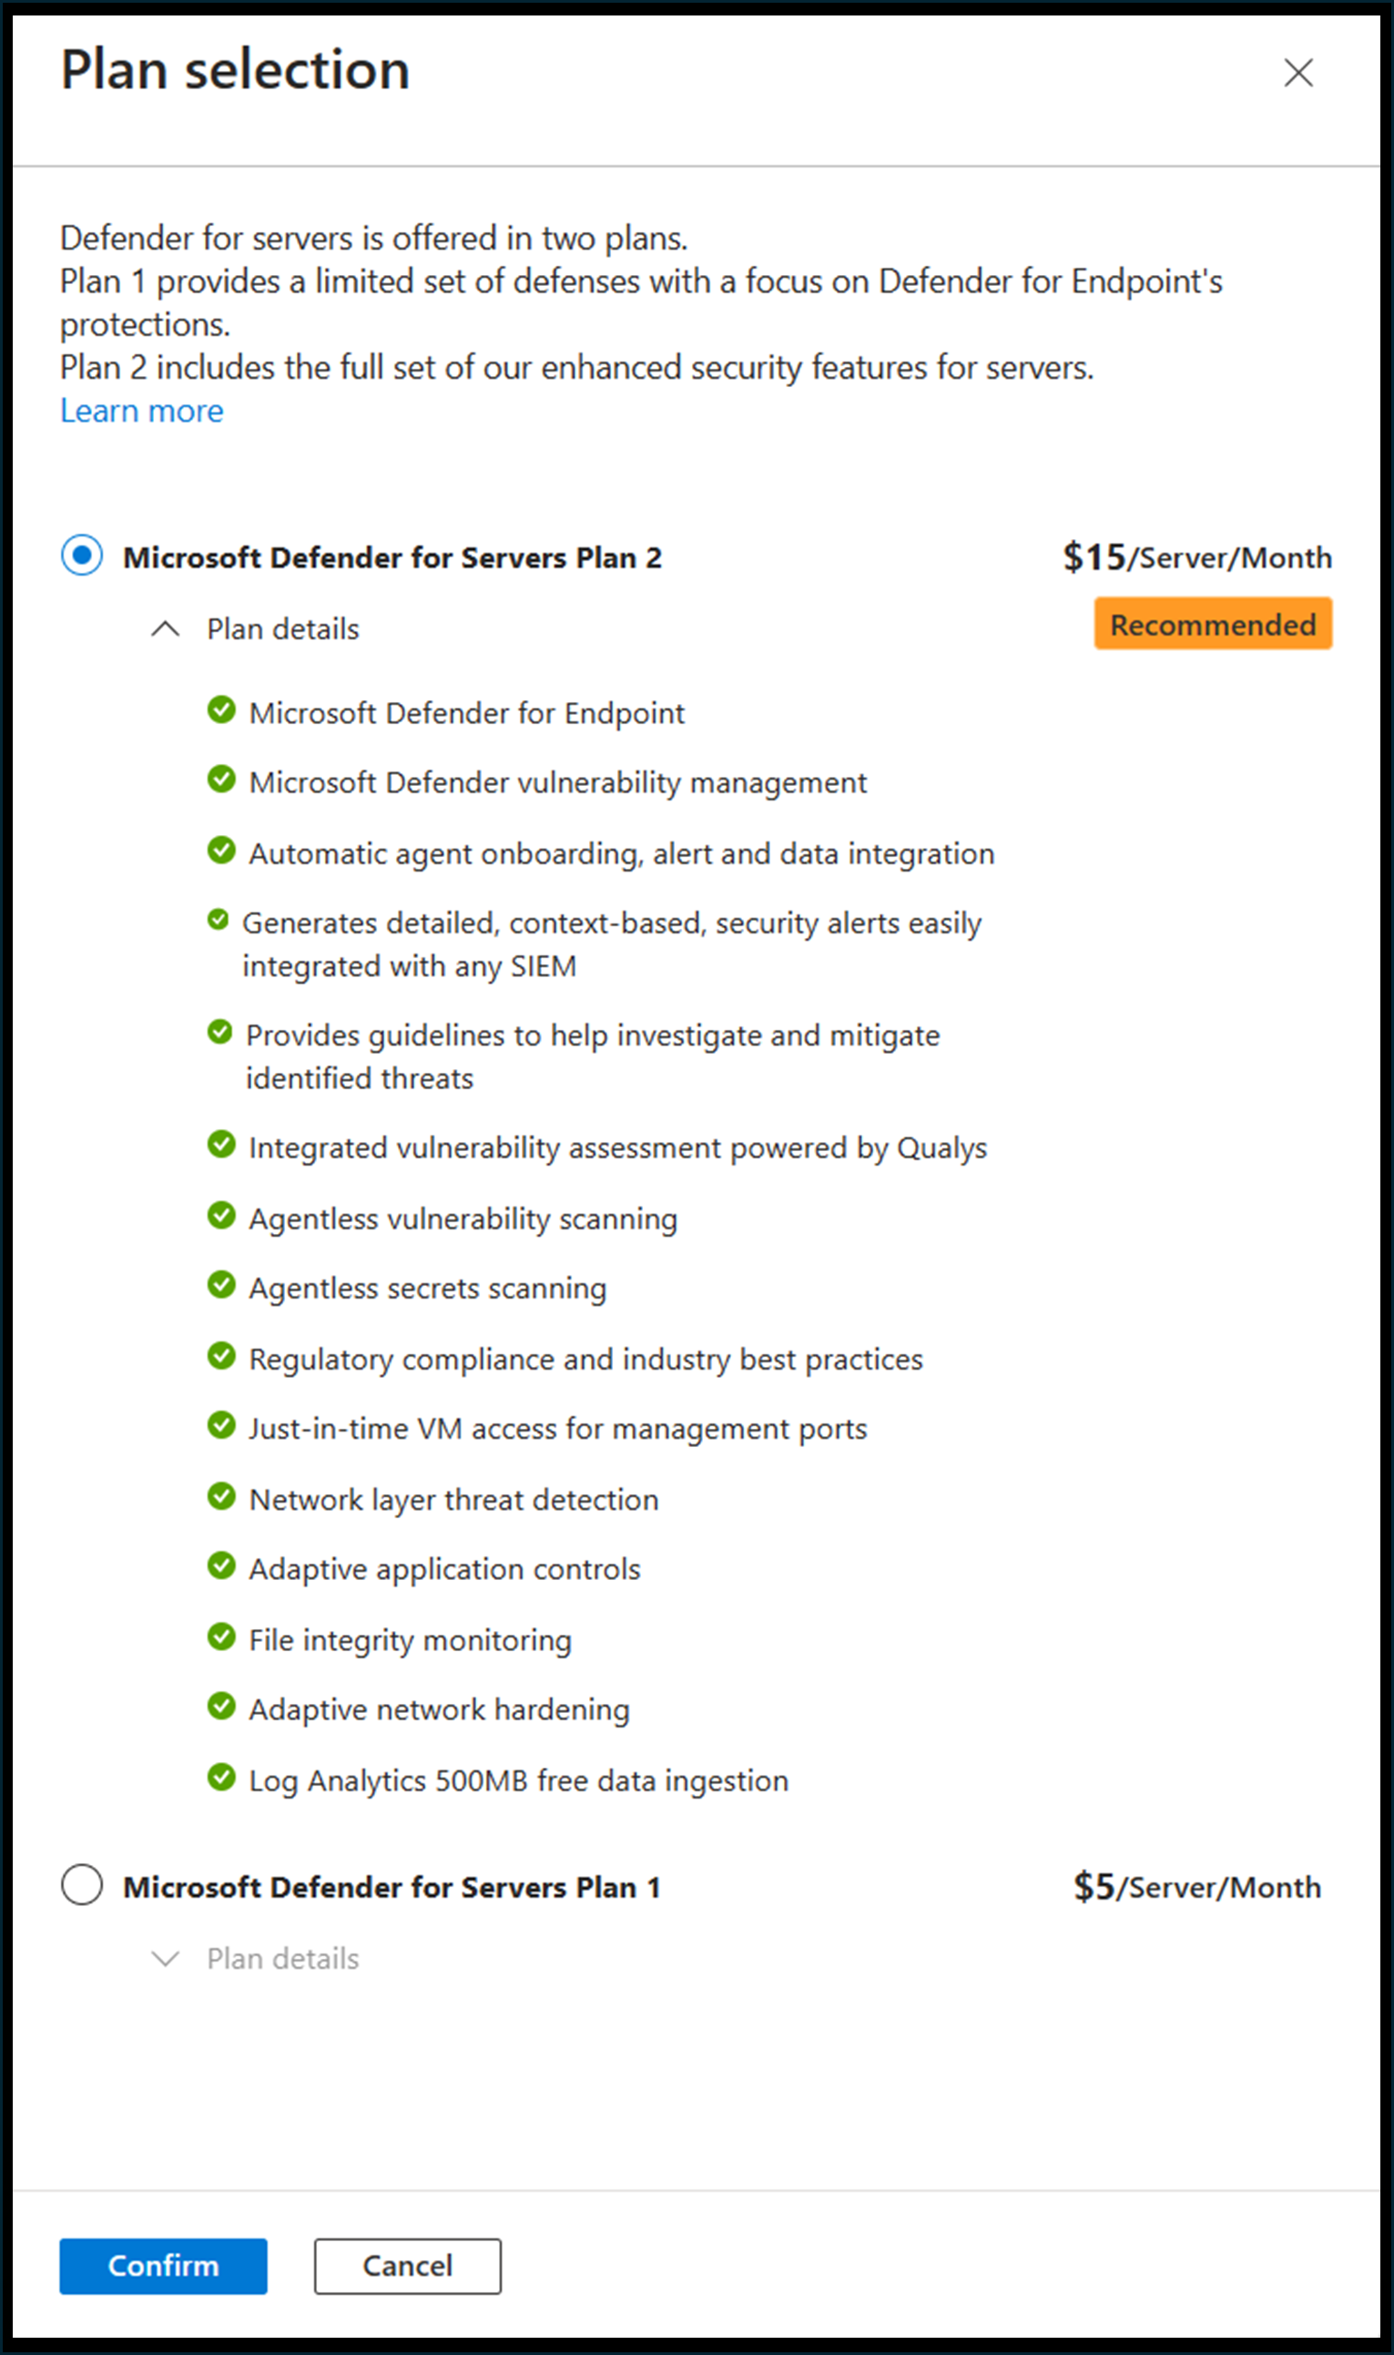 Plan selection
Defender for servers is offered in two plans.
Plan 1 provides a limited set of defenses with a focus on Defender for Endpoint's
protections.
Plan 2 includes the full set of our enhanced security features for servers.
Learn more
Microsoft Defender for Servers Plan 2
$15/Server/Month
Plan details
Recommended
Microsoft Defender for Endpoint
Microsoft Defender vulnerability management
Automatic agent onboarding, alert and data integration
Generates detailed, context-based, security alerts easily
integrated with any SIEM
Provides guidelines to help investigate and mitigate
identified threats
Integrated vulnerability assessment powered by Qualys
Agentless vulnerability scanning
Agentless secrets scanning
Regulatory compliance and industry best practices
Just-in-time VM access for management ports
Network layer threat detection
Adaptive application controls
File integrity monitoring
Adaptive network hardening
Log Analytics 500MB free data ingestion
Microsoft Defender for Servers Plan 1
$5/Server/Month
Plan details
Confirm
Cancel